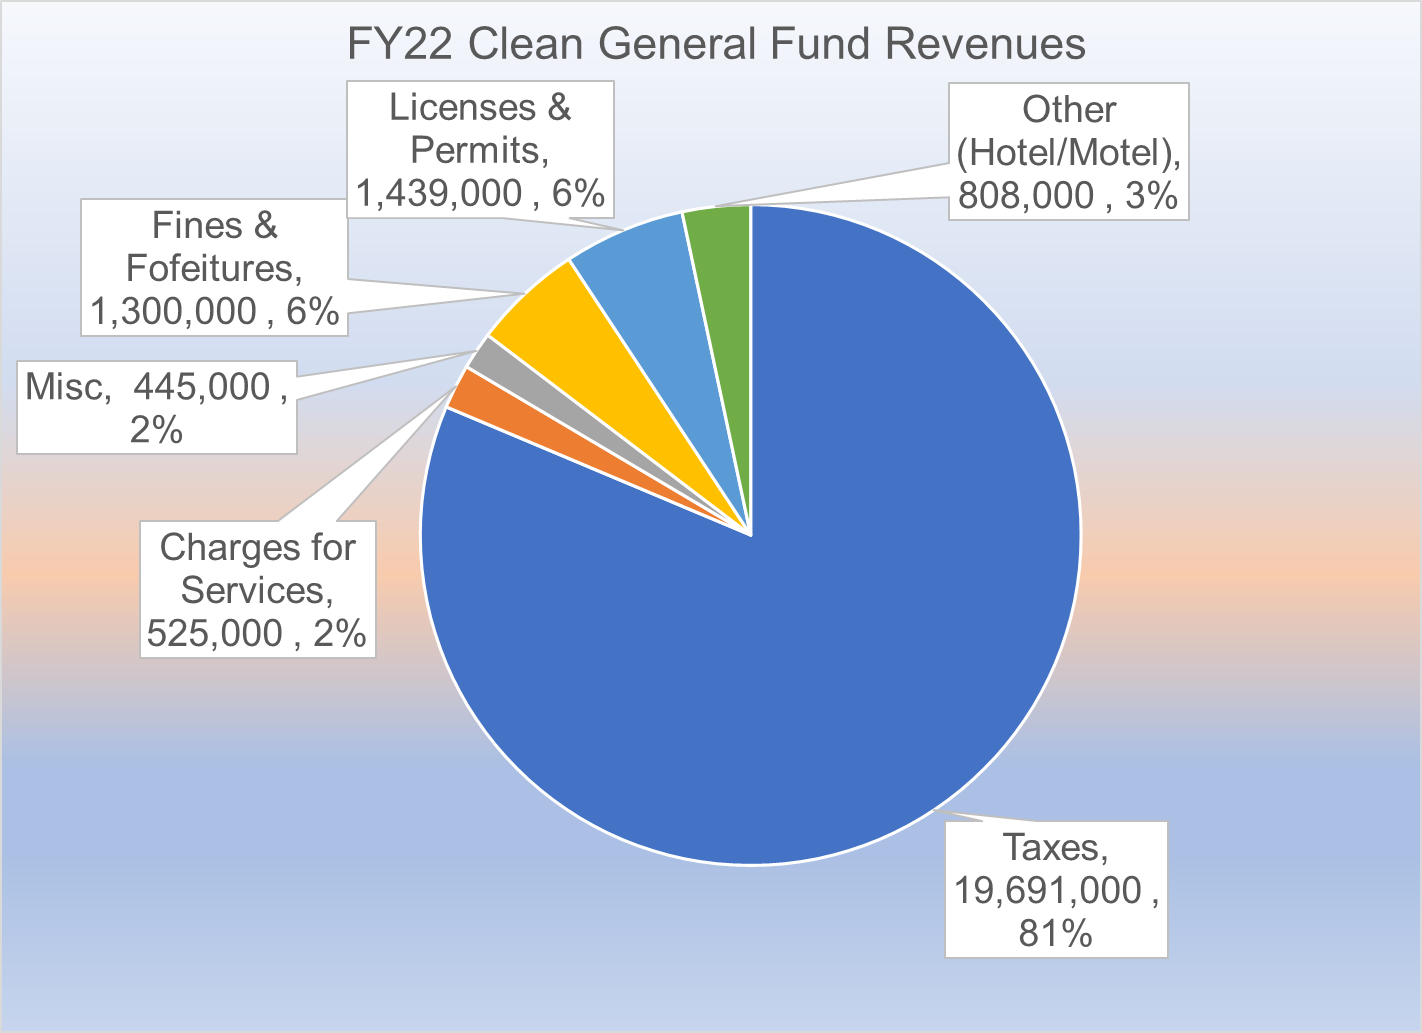 FY22 Clean General Fund Revenues
Licenses &
Permits,
1,439,000 , 6%
Other
(Hotel/Motel),
808,000 , 3%
Fines &
Fofeitures,
1,300,000 , 6%
Misc,  445,000 ,
2%
Charges for
Services,
525,000 , 2%
Taxes,
19,691,000 ,
81%